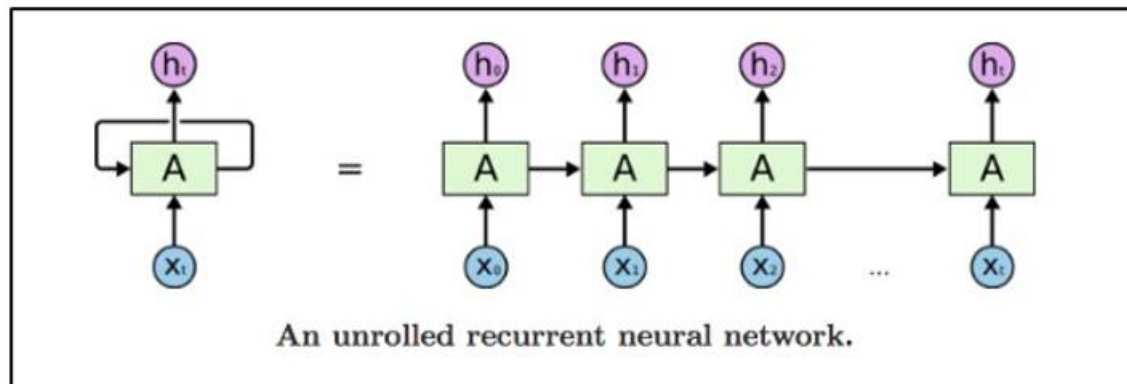 hₜ h₀ h₁ h₂ hₜ
A = A A A A
xₜ x₀ x₁ x₂ ... xₜ
An unrolled recurrent neural network.